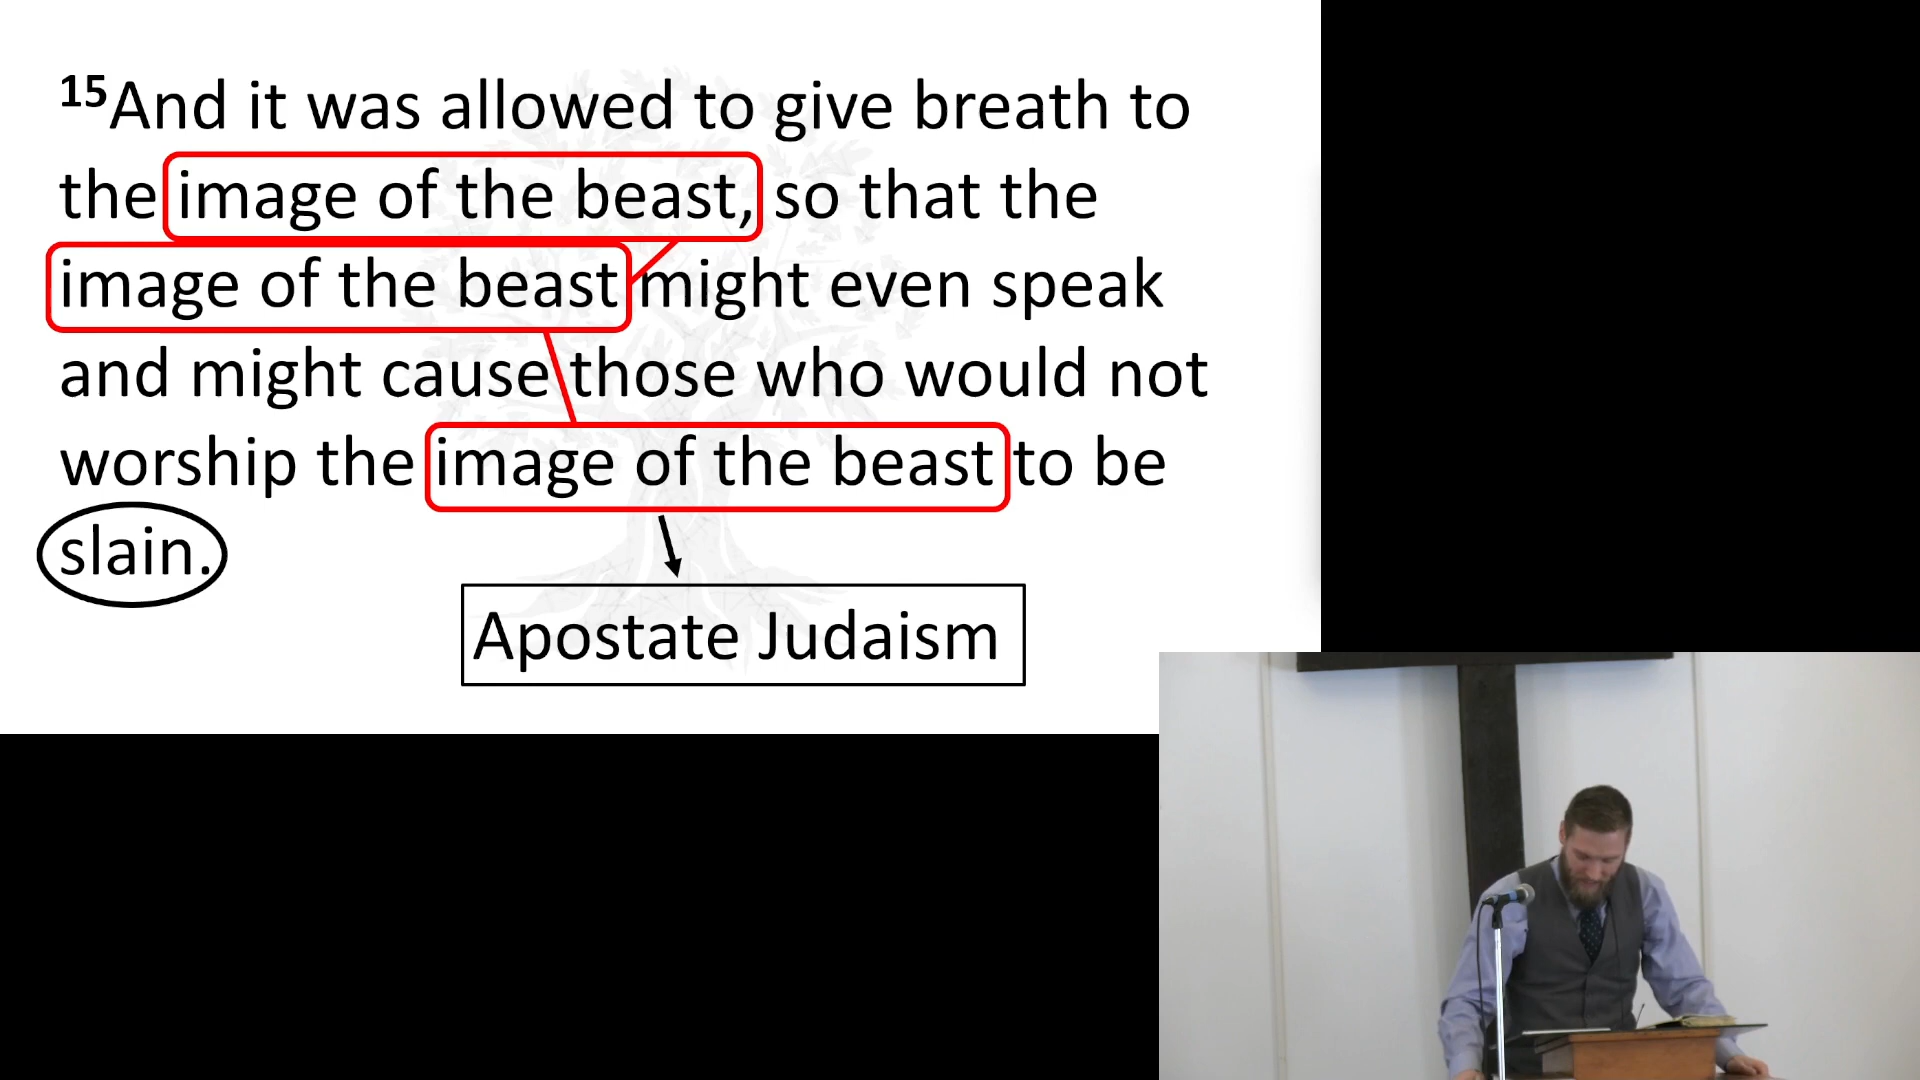 15And it was allowed to give breath to
the image of the beast, so that the
image of the beast might even speak
and might cause those who would not
worship the image of the beast to be
slain.
Apostate Judaism